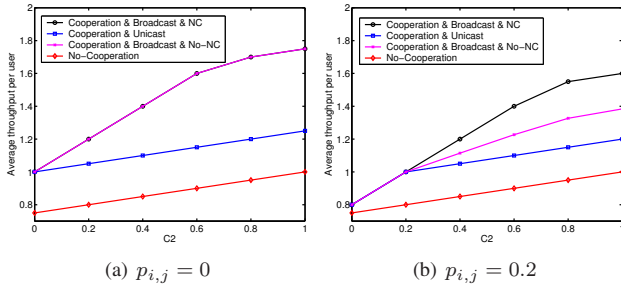 Cooperation & Broadcast & NC
Cooperation & Unicast
Cooperation & Broadcast & No−NC
No−Cooperation
Average throughput per user
1.8
1.6
1.4
1.2
1
0.8
0 0.2 0.4 0.6 0.8 1
C2
(a) p_{i,j} = 0
Cooperation & Broadcast & NC
Cooperation & Unicast
Cooperation & Broadcast & No−NC
No−Cooperation
Average throughput per user
1.8
1.6
1.4
1.2
1
0.8
0 0.2 0.4 0.6 0.8 1
C2
(b) p_{i,j} = 0.2